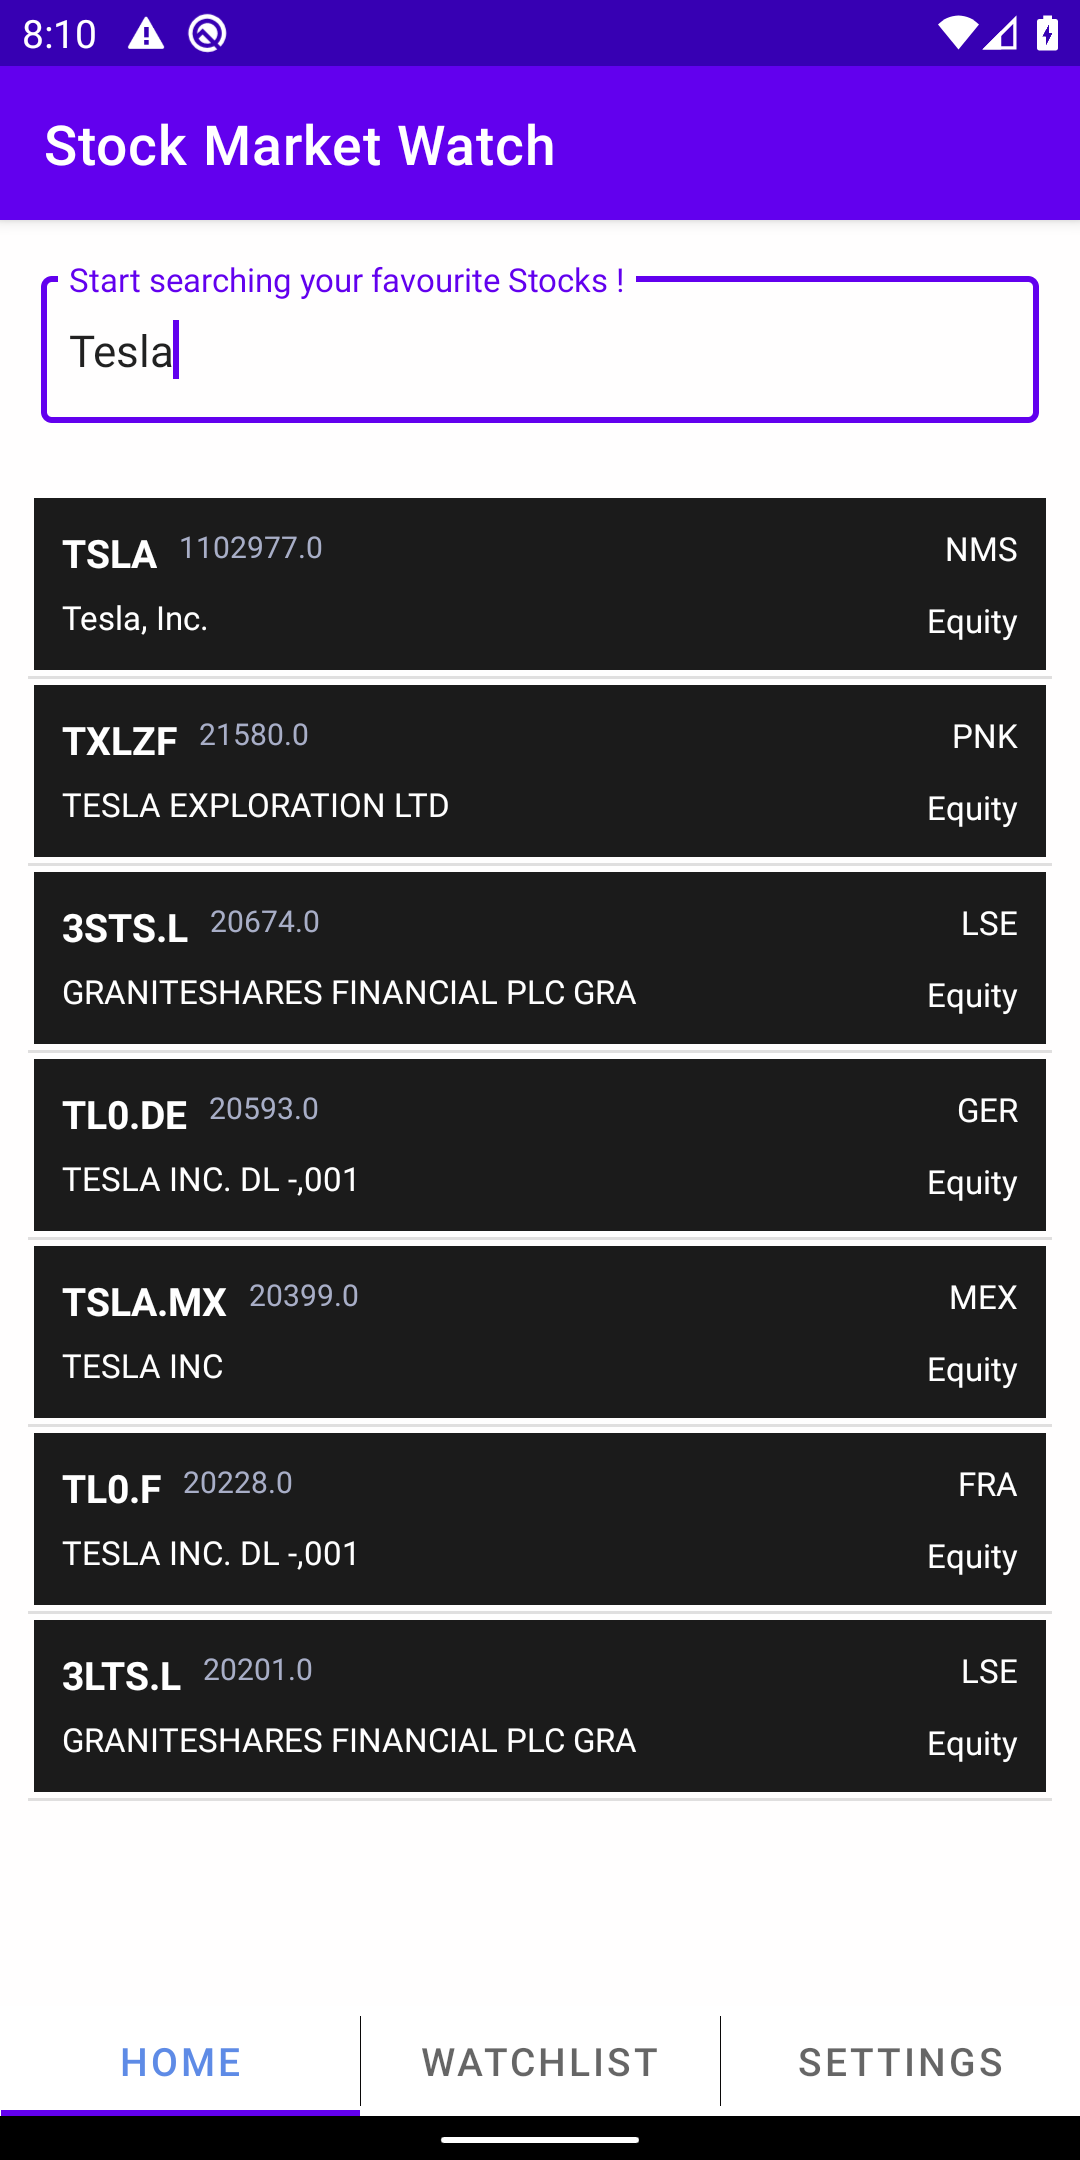 8:10
Stock Market Watch
Start searching your favourite Stocks !
Tesla
TSLA 1102977.0 NMS
Tesla, Inc. Equity
TXLZF 21580.0 PNK
TESLA EXPLORATION LTD Equity
3STS.L 20674.0 LSE
GRANITESHARES FINANCIAL PLC GRA Equity
TL0.DE 20593.0 GER
TESLA INC. DL -,001 Equity
TSLA.MX 20399.0 MEX
TESLA INC Equity
TL0.F 20228.0 FRA
TESLA INC. DL -,001 Equity
3LTS.L 20201.0 LSE
GRANITESHARES FINANCIAL PLC GRA Equity
HOME WATCHLIST SETTINGS